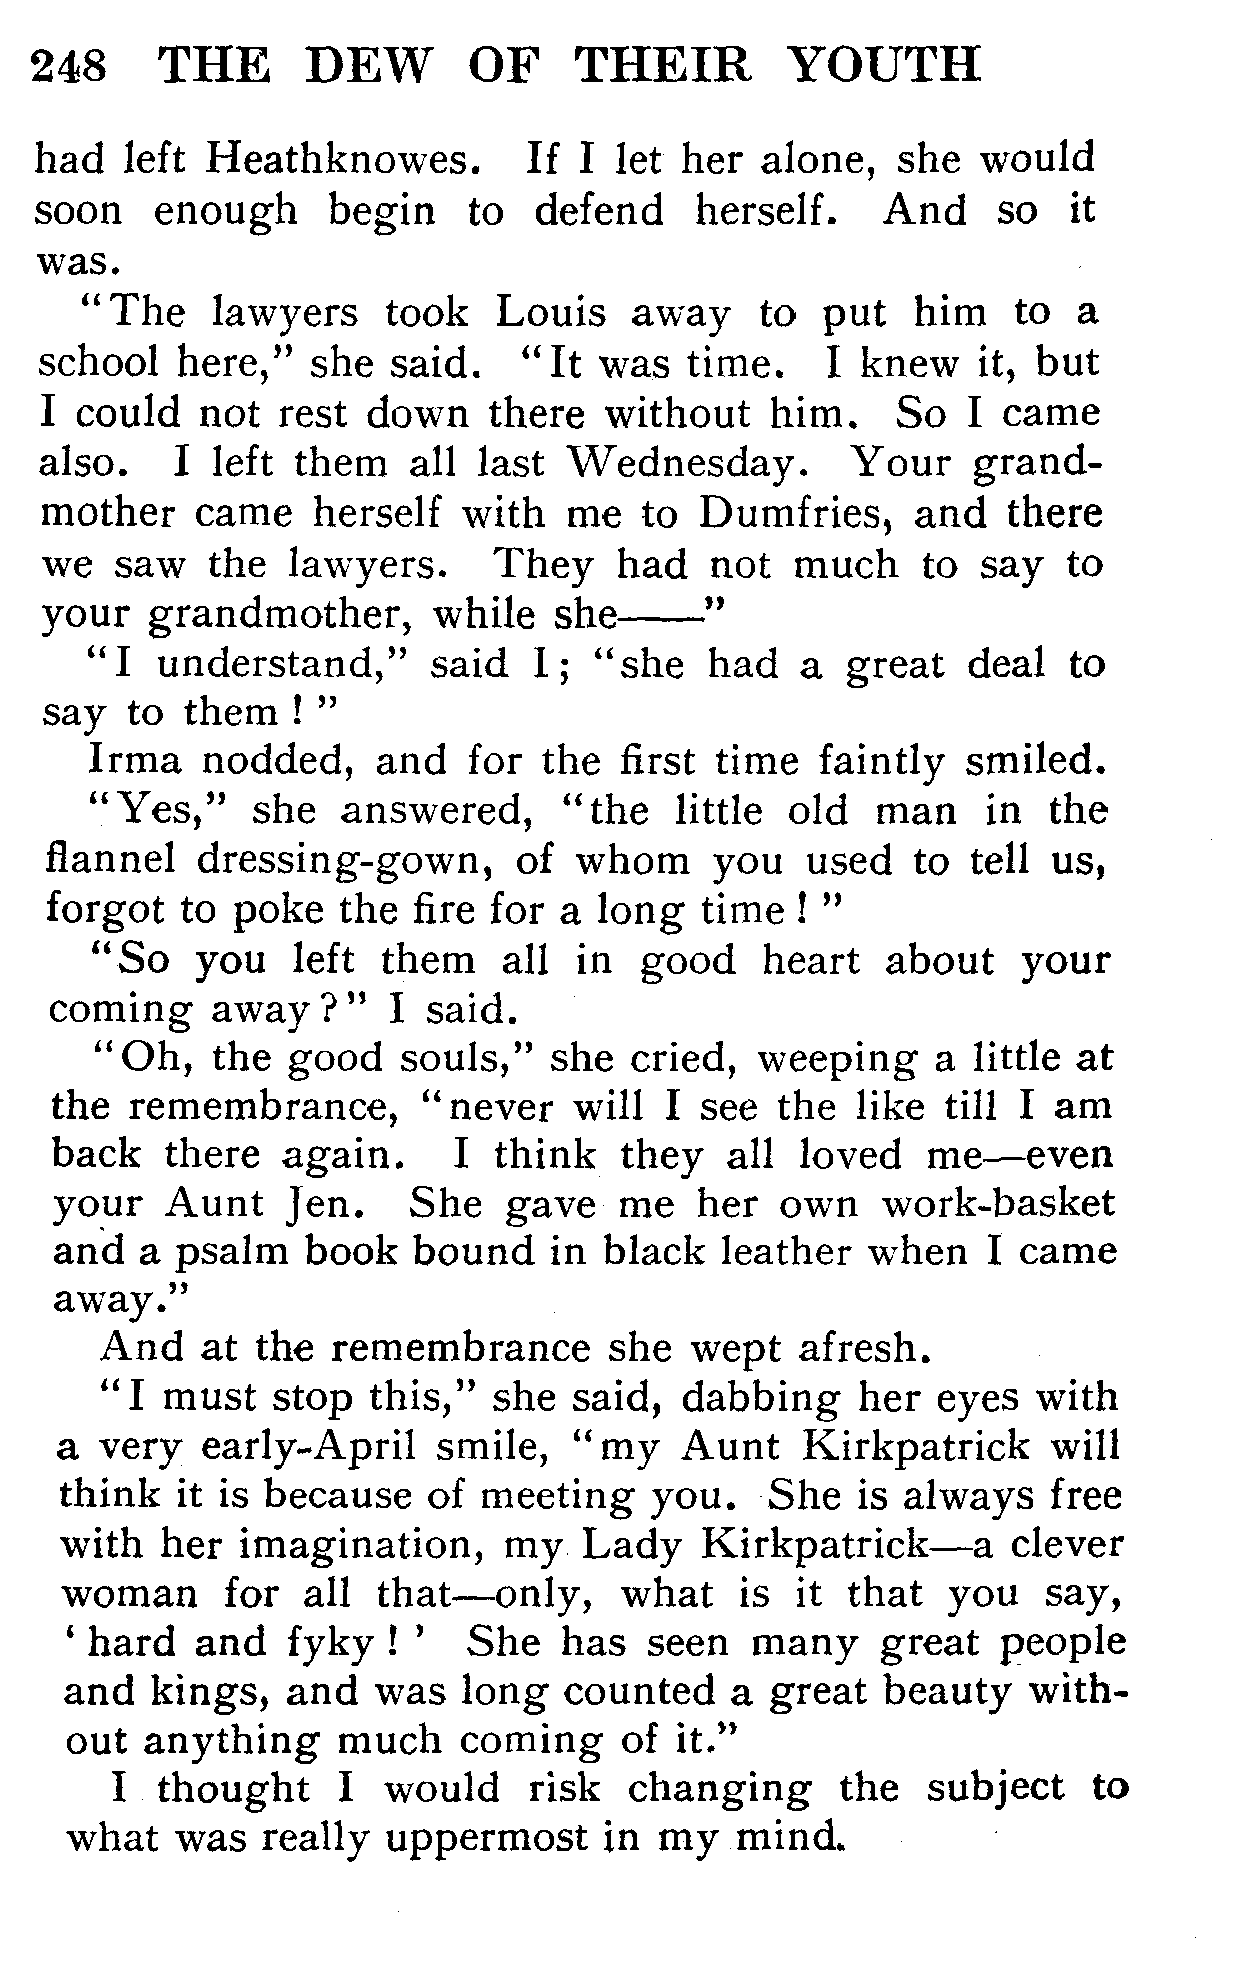 248 THE DEW OF THEIR YOUTH
had left Heathknowes. If I let her alone, she would
soon enough begin to defend herself. And so it
was.
"The lawyers took Louis away to put him to a
school here," she said. "It was time. I knew it, but
I could not rest down there without him. So I came
also. I left them all last Wednesday. Your grand-
mother came herself with me to Dumfries, and there
we saw the lawyers. They had not much to say to
your grandmother, while she——"
"I understand," said I; "she had a great deal to
say to them!"
Irma nodded, and for the first time faintly smiled.
"Yes," she answered, "the little old man in the
flannel dressing-gown, of whom you used to tell us,
forgot to poke the fire for a long time!"
"So you left them all in good heart about your
coming away?" I said.
"Oh, the good souls," she cried, weeping a little at
the remembrance, "never will I see the like till I am
back there again. I think they all loved me—even
your Aunt Jen. She gave me her own work-basket
and a psalm book bound in black leather when I came
away."
And at the remembrance she wept afresh.
"I must stop this," she said, dabbing her eyes with
a very early-April smile, "my Aunt Kirkpatrick will
think it is because of meeting you. She is always free
with her imagination, my Lady Kirkpatrick—a clever
woman for all that—only, what is it that you say,
'hard and fyky!' She has seen many great people
and kings, and was long counted a great beauty with-
out anything much coming of it."
I thought I would risk changing the subject to
what was really uppermost in my mind.